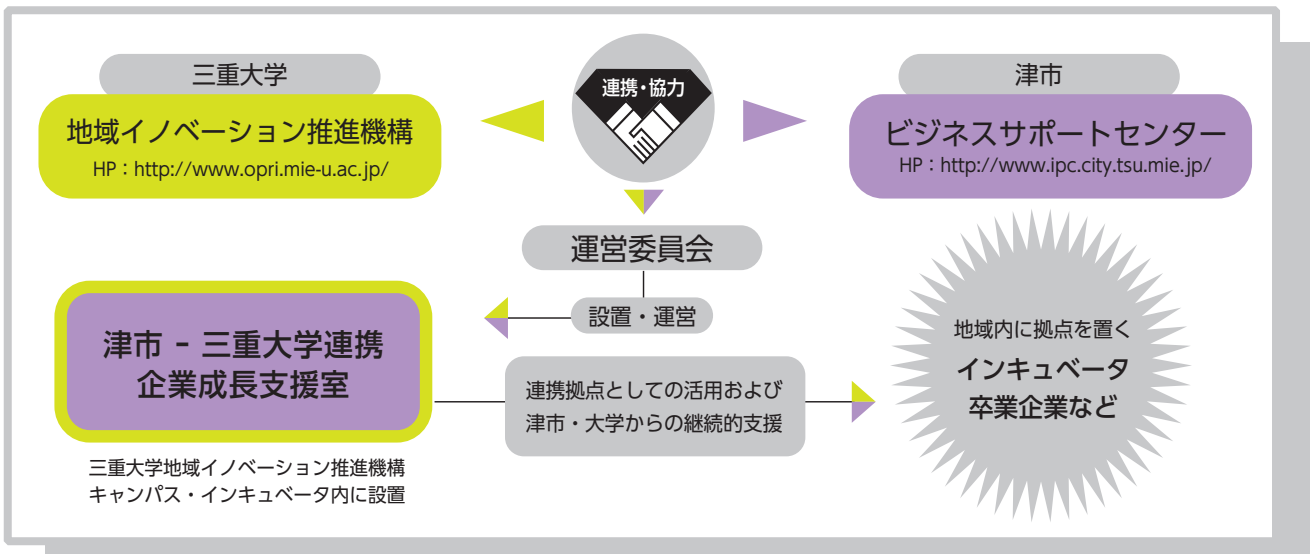 三重大学
地域イノベーション推進機構
HP：http://www.opri.mie-u.ac.jp/
連携・協力
津市
ビジネスサポートセンター
HP：http://www.ipc.city.tsu.mie.jp/
運営委員会
設置・運営
津市 － 三重大学連携
企業成長支援室
三重大学地域イノベーション推進機構
キャンパス・インキュベータ内に設置
連携拠点としての活用および
津市・大学からの継続的支援
地域内に拠点を置く
インキュベータ
卒業企業など